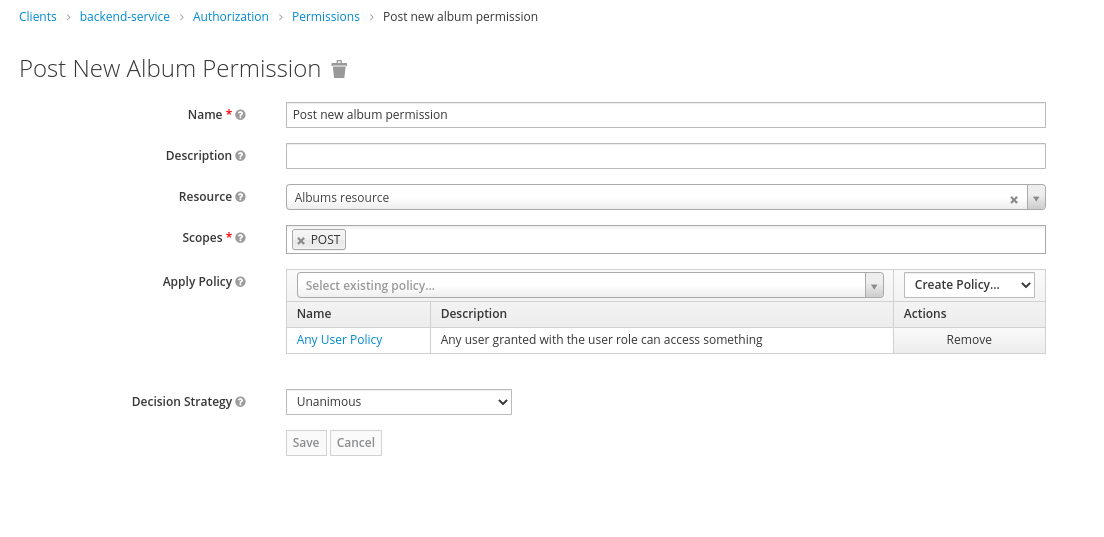 Clients › backend-service › Authorization › Permissions › Post new album permission
Post New Album Permission
Name * Post new album permission
Description
Resource Albums resource
Scopes * POST
Apply Policy Select existing policy... Create Policy...
Name Description Actions
Any User Policy Any user granted with the user role can access something Remove
Decision Strategy Unanimous
Save Cancel